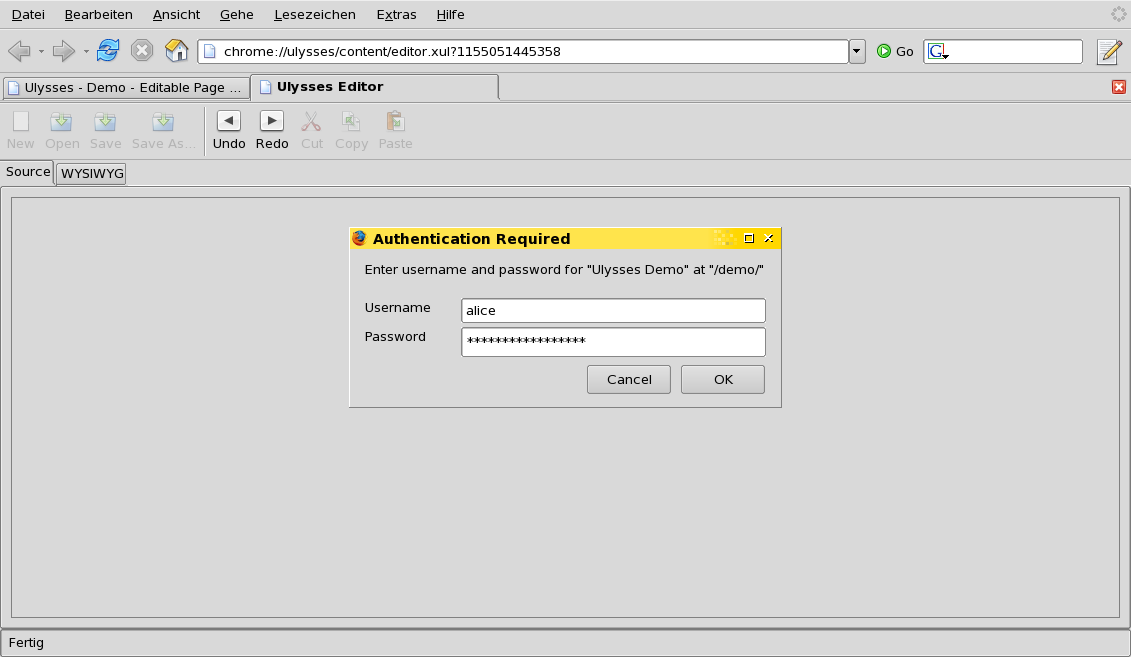 Datei Bearbeiten Ansicht Gehe Lesezeichen Extras Hilfe
chrome://ulysses/content/editor.xul?1155051445358 Go G
Ulysses - Demo - Editable Page ... Ulysses Editor
New Open Save Save As... Undo Redo Cut Copy Paste
Source WYSIWYG
Authentication Required
Enter username and password for "Ulysses Demo" at "/demo/"
Username alice
Password *****************
Cancel OK
Fertig